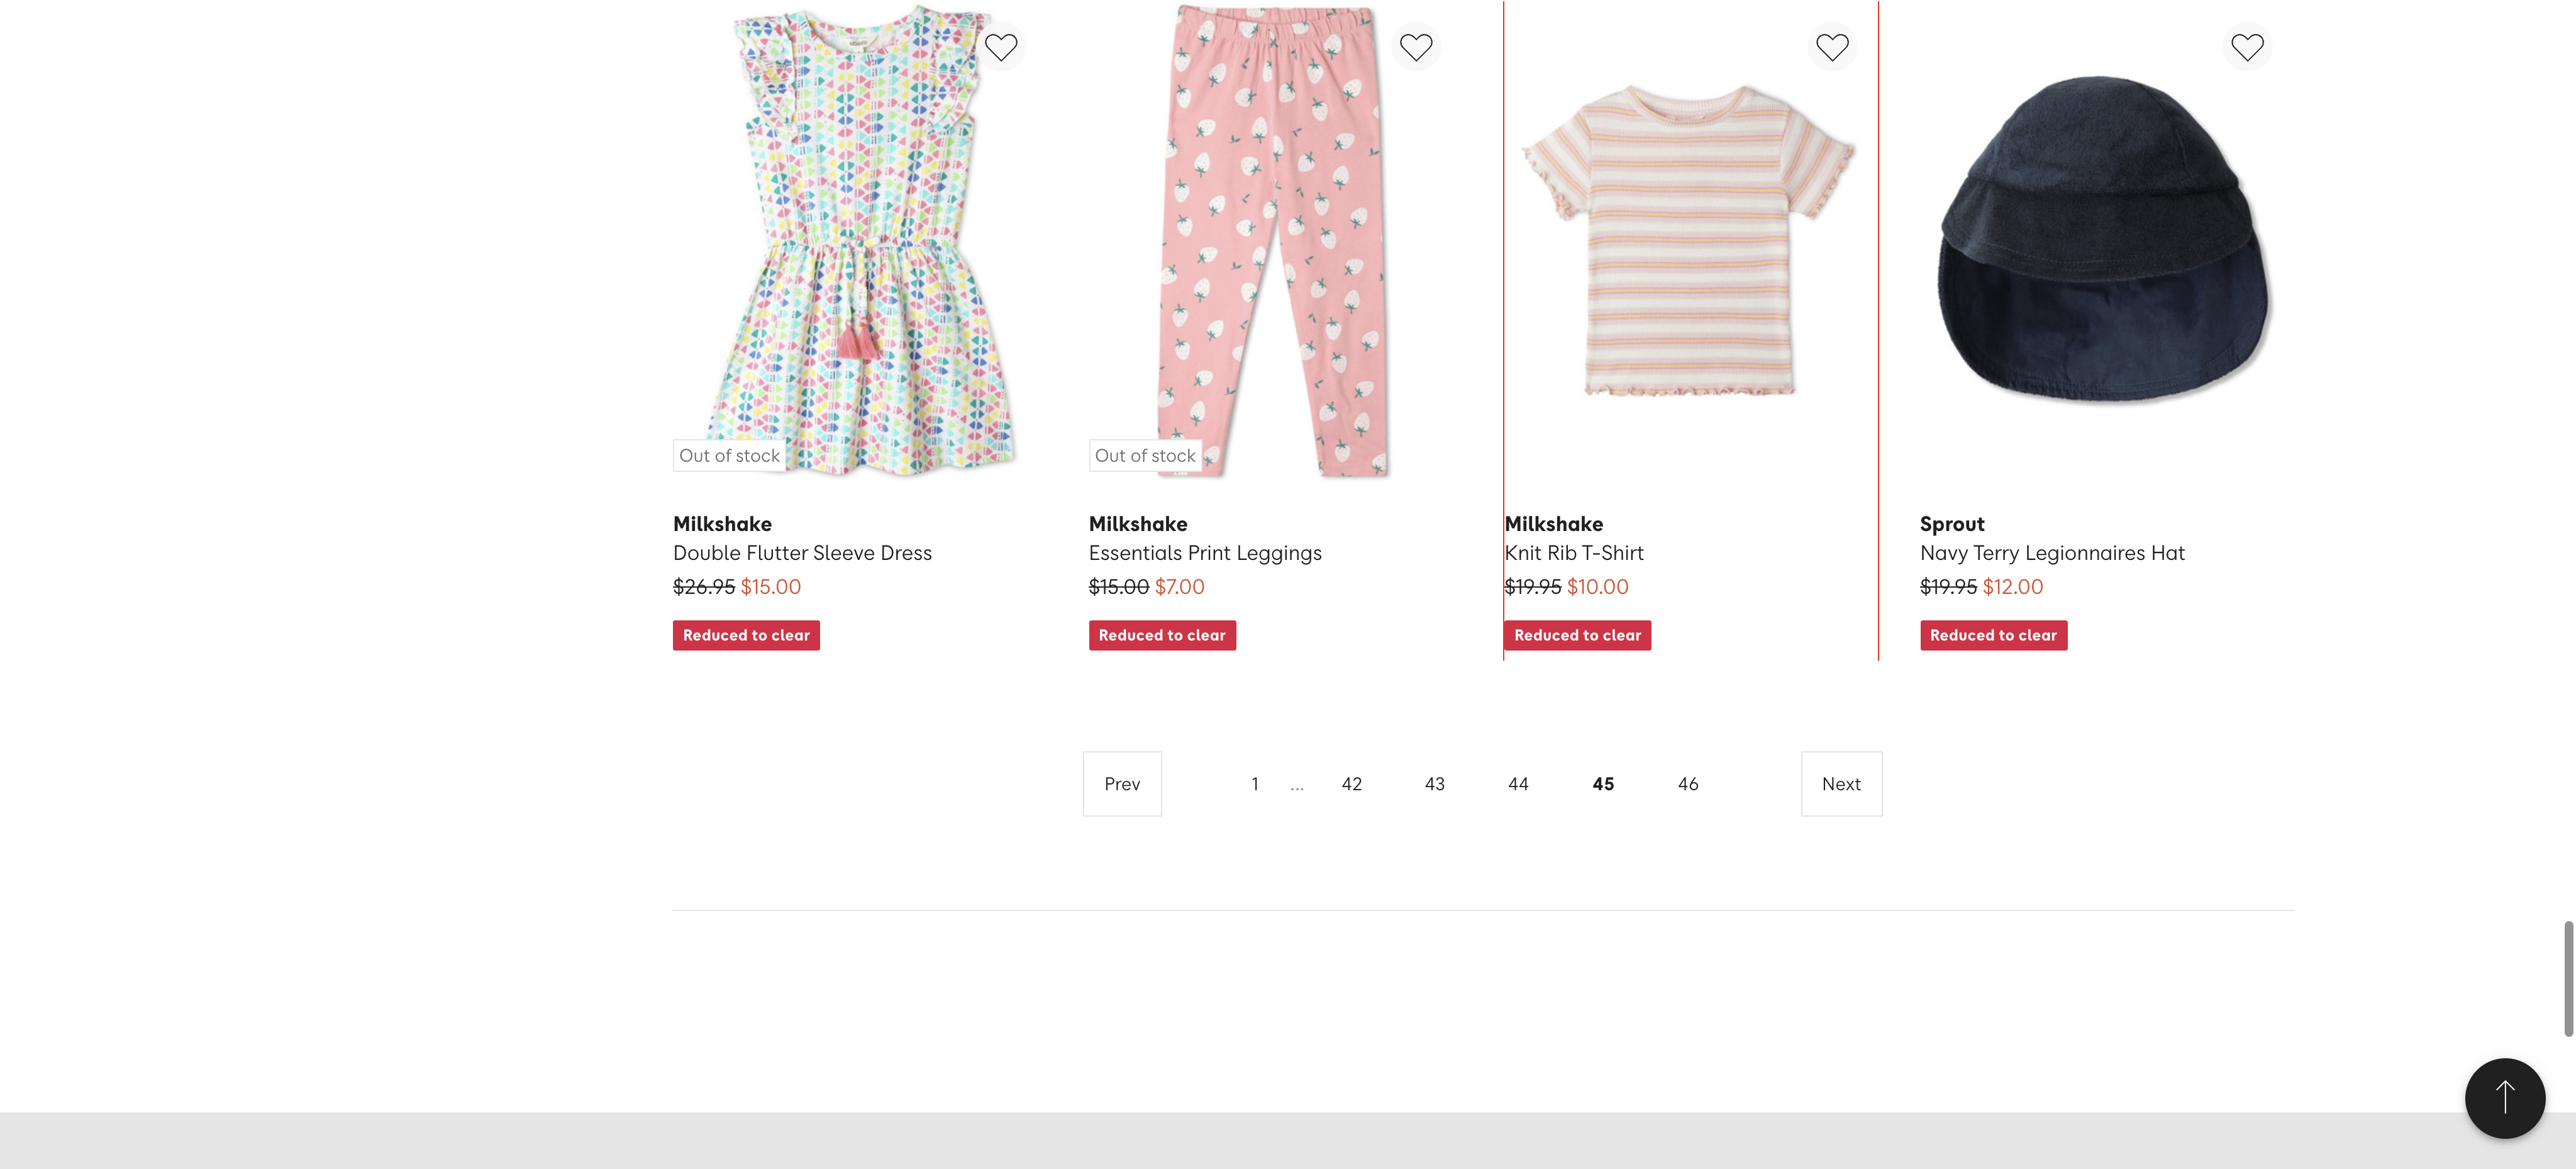 Out of stock
Milkshake
Double Flutter Sleeve Dress
$26.95 $15.00
Reduced to clear
Out of stock
Milkshake
Essentials Print Leggings
$15.00 $7.00
Reduced to clear
Milkshake
Knit Rib T-Shirt
$19.95 $10.00
Reduced to clear
Sprout
Navy Terry Legionnaires Hat
$19.95 $12.00
Reduced to clear
Prev 1 ... 42 43 44 45 46 Next